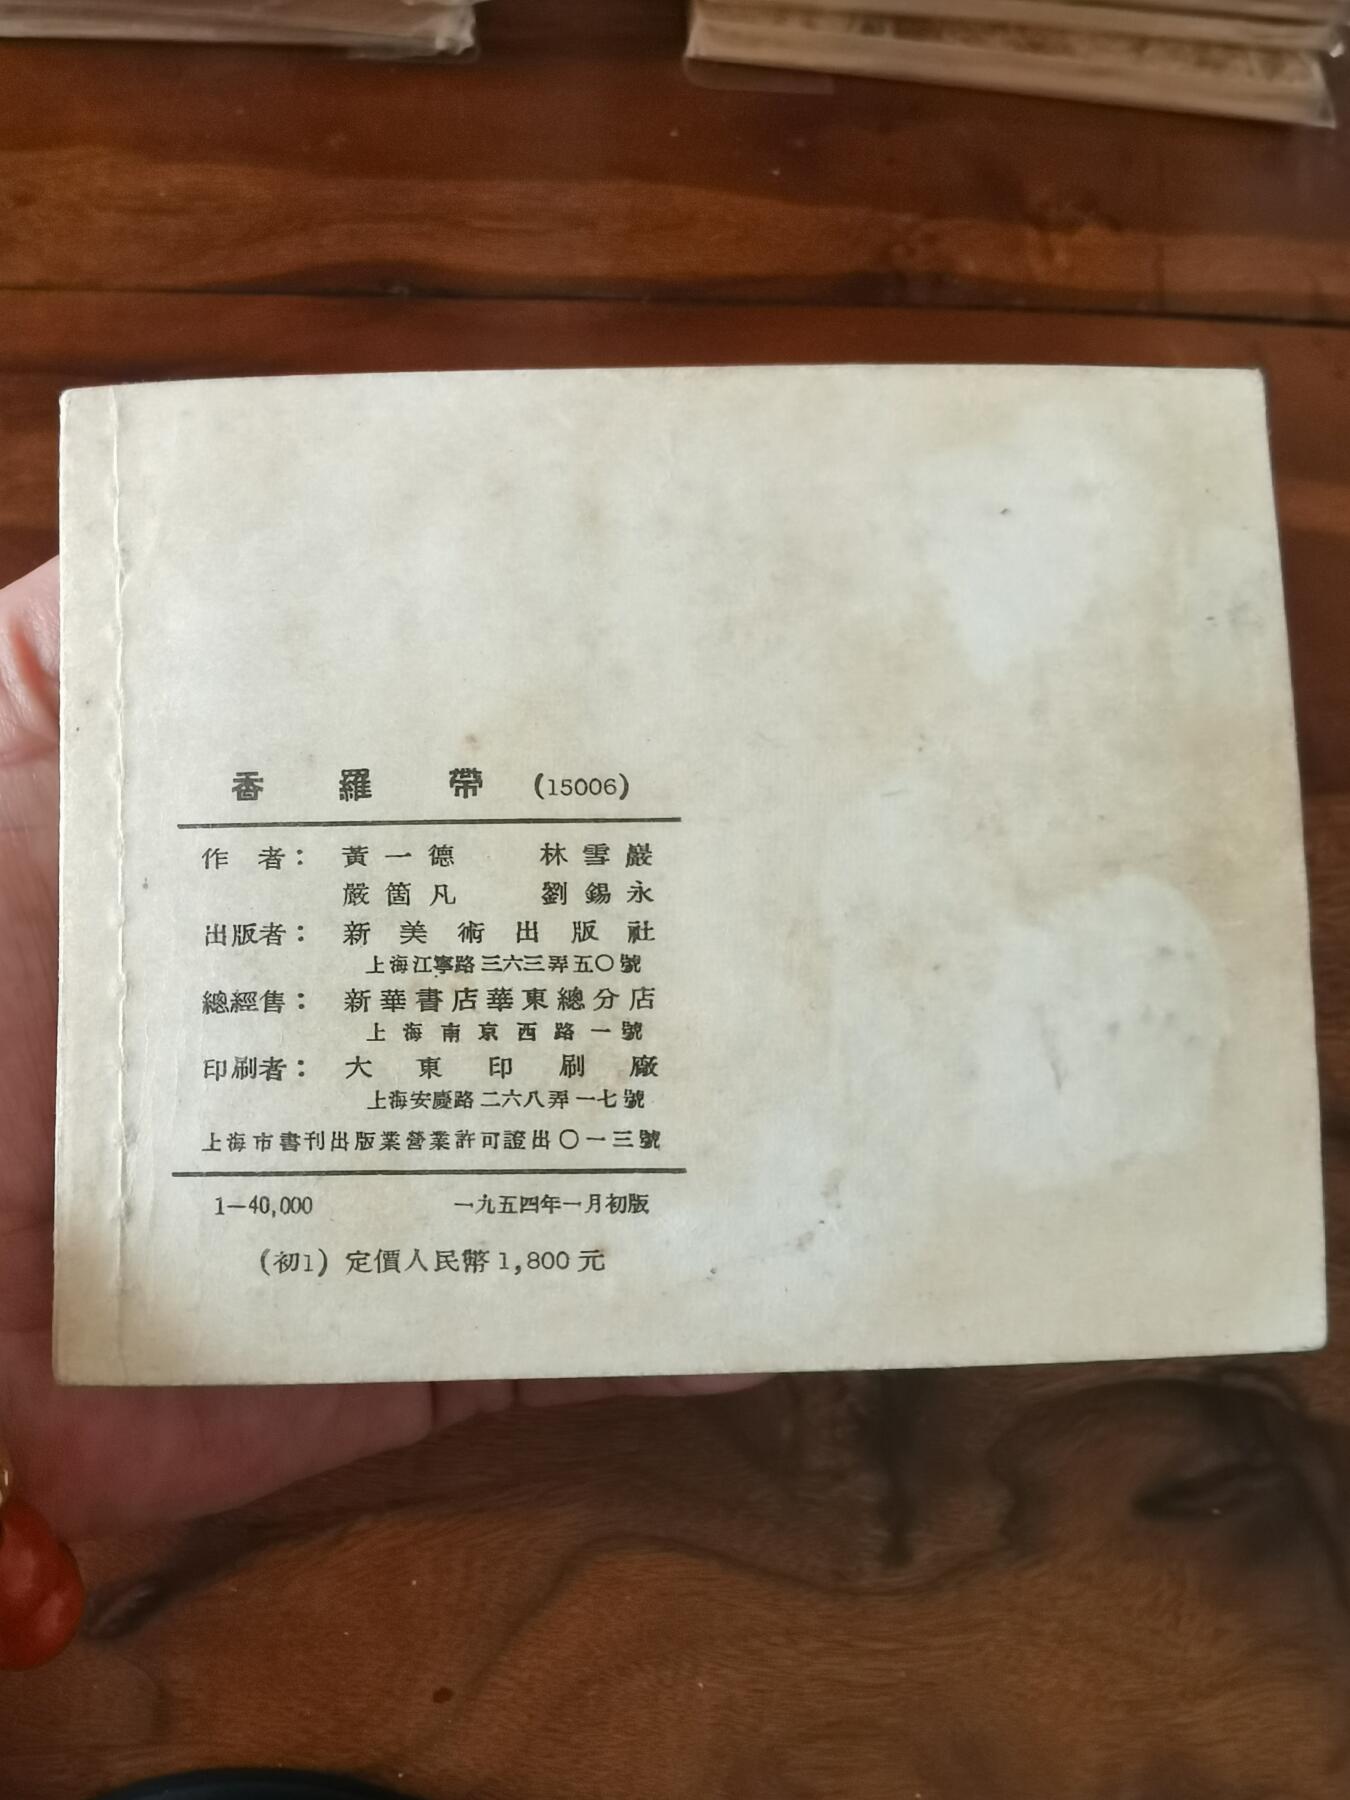 香羅帶 (15006)
作者： 黃一德 林雪巖
嚴箇凡 劉錫永
出版者： 新美術出版社
上海江寧路三六三弄五〇號
總經售： 新華書店華東總分店
上海南京西路一號
印刷者： 大東印刷廠
上海安慶路二六八弄一七號
上海市書刊出版業營業許可證出〇一三號
1—40,000 一九五四年一月初版
(初1) 定價人民幣1,800元